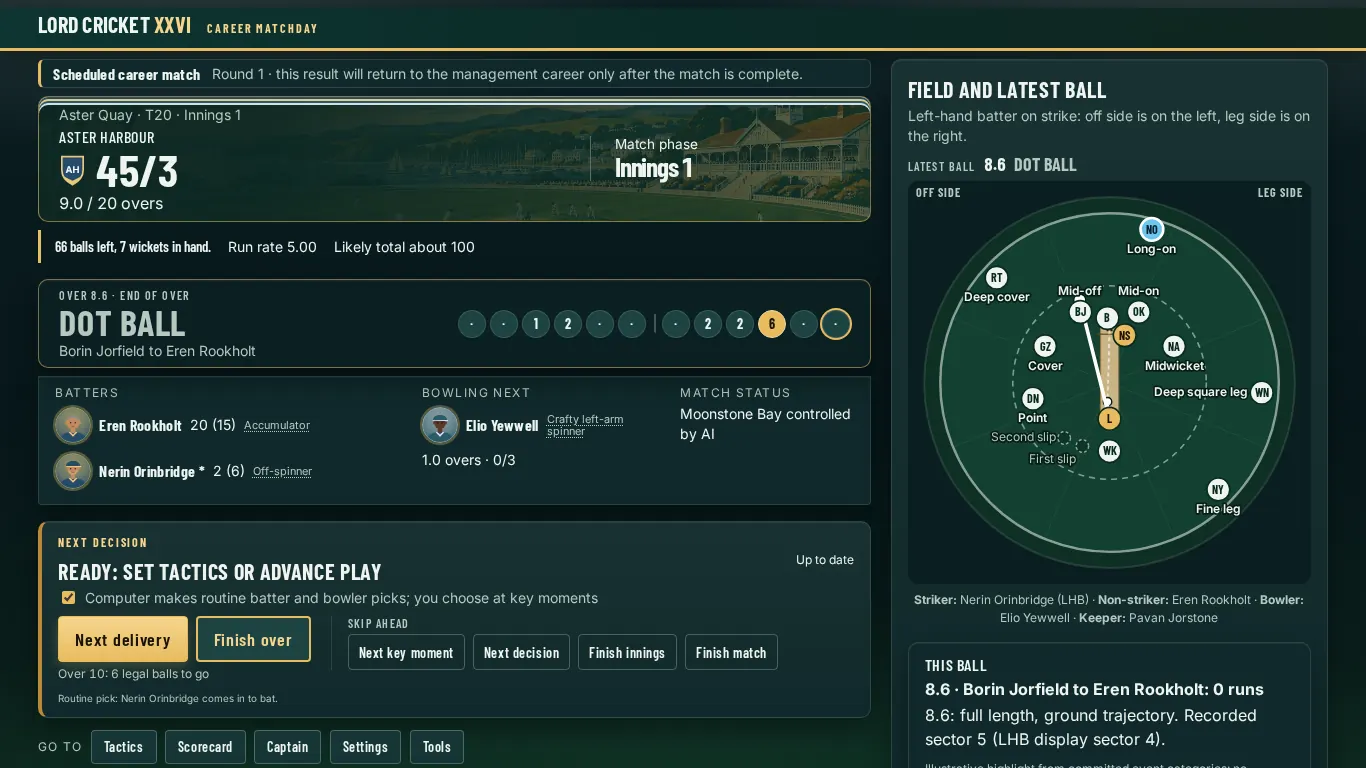 LORD CRICKET XXVI CAREER MATCHDAY
Scheduled career match Round 1 · this result will return to the management career only after the match is complete.
Aster Quay · T20 · Innings 1
ASTER HARBOUR
AH 45/3
9.0 / 20 overs
Match phase
Innings 1
66 balls left, 7 wickets in hand. Run rate 5.00 Likely total about 100
OVER 8.6 · END OF OVER
DOT BALL
Borin Jorfield to Eren Rookholt
· · 1 2 · · | · 2 2 6 · ·
BATTERS
Eren Rookholt 20 (15) Accumulator
Nerin Orinbridge * 2 (6) Off-spinner
BOWLING NEXT
Elio Yewwell Crafty left-arm
spinner
1.0 overs · 0/3
MATCH STATUS
Moonstone Bay controlled
by AI
NEXT DECISION
READY: SET TACTICS OR ADVANCE PLAY
Up to date
Computer makes routine batter and bowler picks; you choose at key moments
Next delivery Finish over
SKIP AHEAD
Next key moment Next decision Finish innings Finish match
Over 10: 6 legal balls to go
Routine pick: Nerin Orinbridge comes in to bat.
GO TO Tactics Scorecard Captain Settings Tools
FIELD AND LATEST BALL
Left-hand batter on strike: off side is on the left, leg side is on
the right.
LATEST BALL 8.6 DOT BALL
OFF SIDE LEG SIDE
NO
Long-on
RT
Deep cover
Mid-off Mid-on
BJ B OK
NS
GZ NA
Cover Midwicket
Deep square leg WN
DN
Point
L
Second slip
WK
First slip
NY
Fine leg
Striker: Nerin Orinbridge (LHB) · Non-striker: Eren Rookholt · Bowler:
Elio Yewwell · Keeper: Pavan Jorstone
THIS BALL
8.6 · Borin Jorfield to Eren Rookholt: 0 runs
8.6: full length, ground trajectory. Recorded
sector 5 (LHB display sector 4).
Illustrative highlight from committed event categories; no